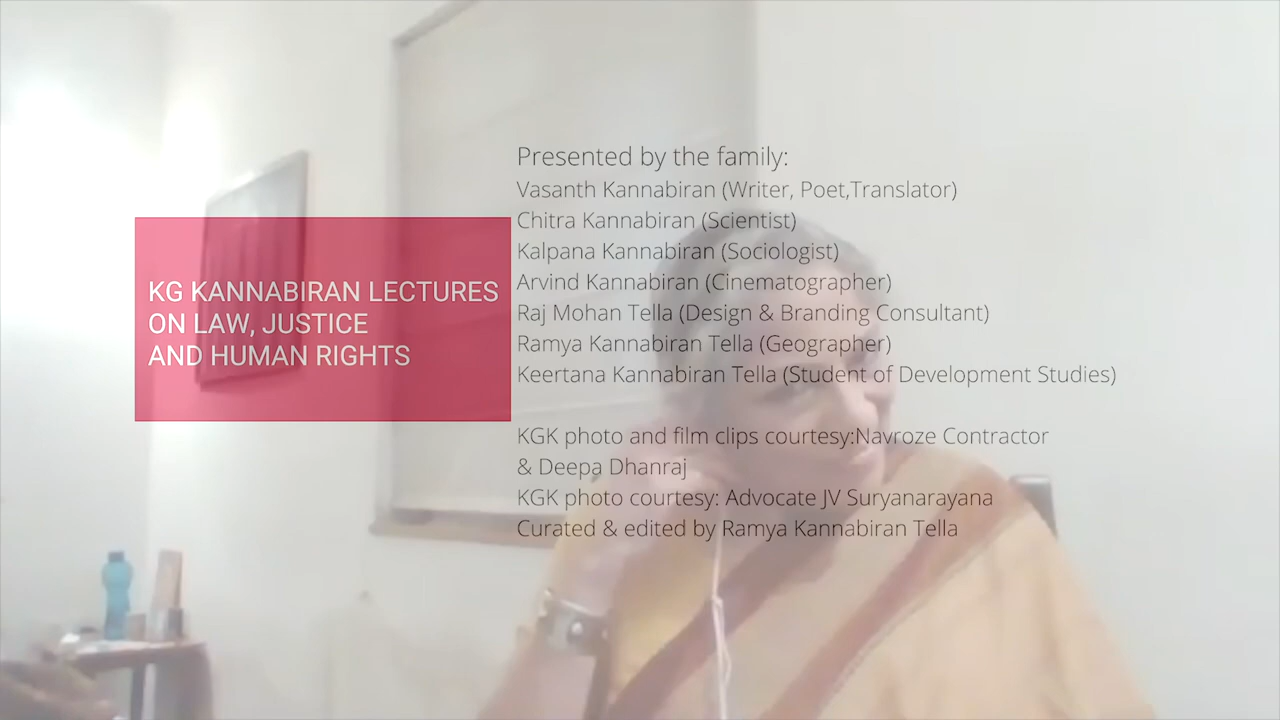 KG KANNABIRAN LECTURES
ON LAW, JUSTICE
AND HUMAN RIGHTS
Presented by the family:
Vasanth Kannabiran (Writer, Poet,Translator)
Chitra Kannabiran (Scientist)
Kalpana Kannabiran (Sociologist)
Arvind Kannabiran (Cinematographer)
Raj Mohan Tella (Design & Branding Consultant)
Ramya Kannabiran Tella (Geographer)
Keertana Kannabiran Tella (Student of Development Studies)
KGK photo and film clips courtesy:Navroze Contractor
& Deepa Dhanraj
KGK photo courtesy: Advocate JV Suryanarayana
Curated & edited by Ramya Kannabiran Tella